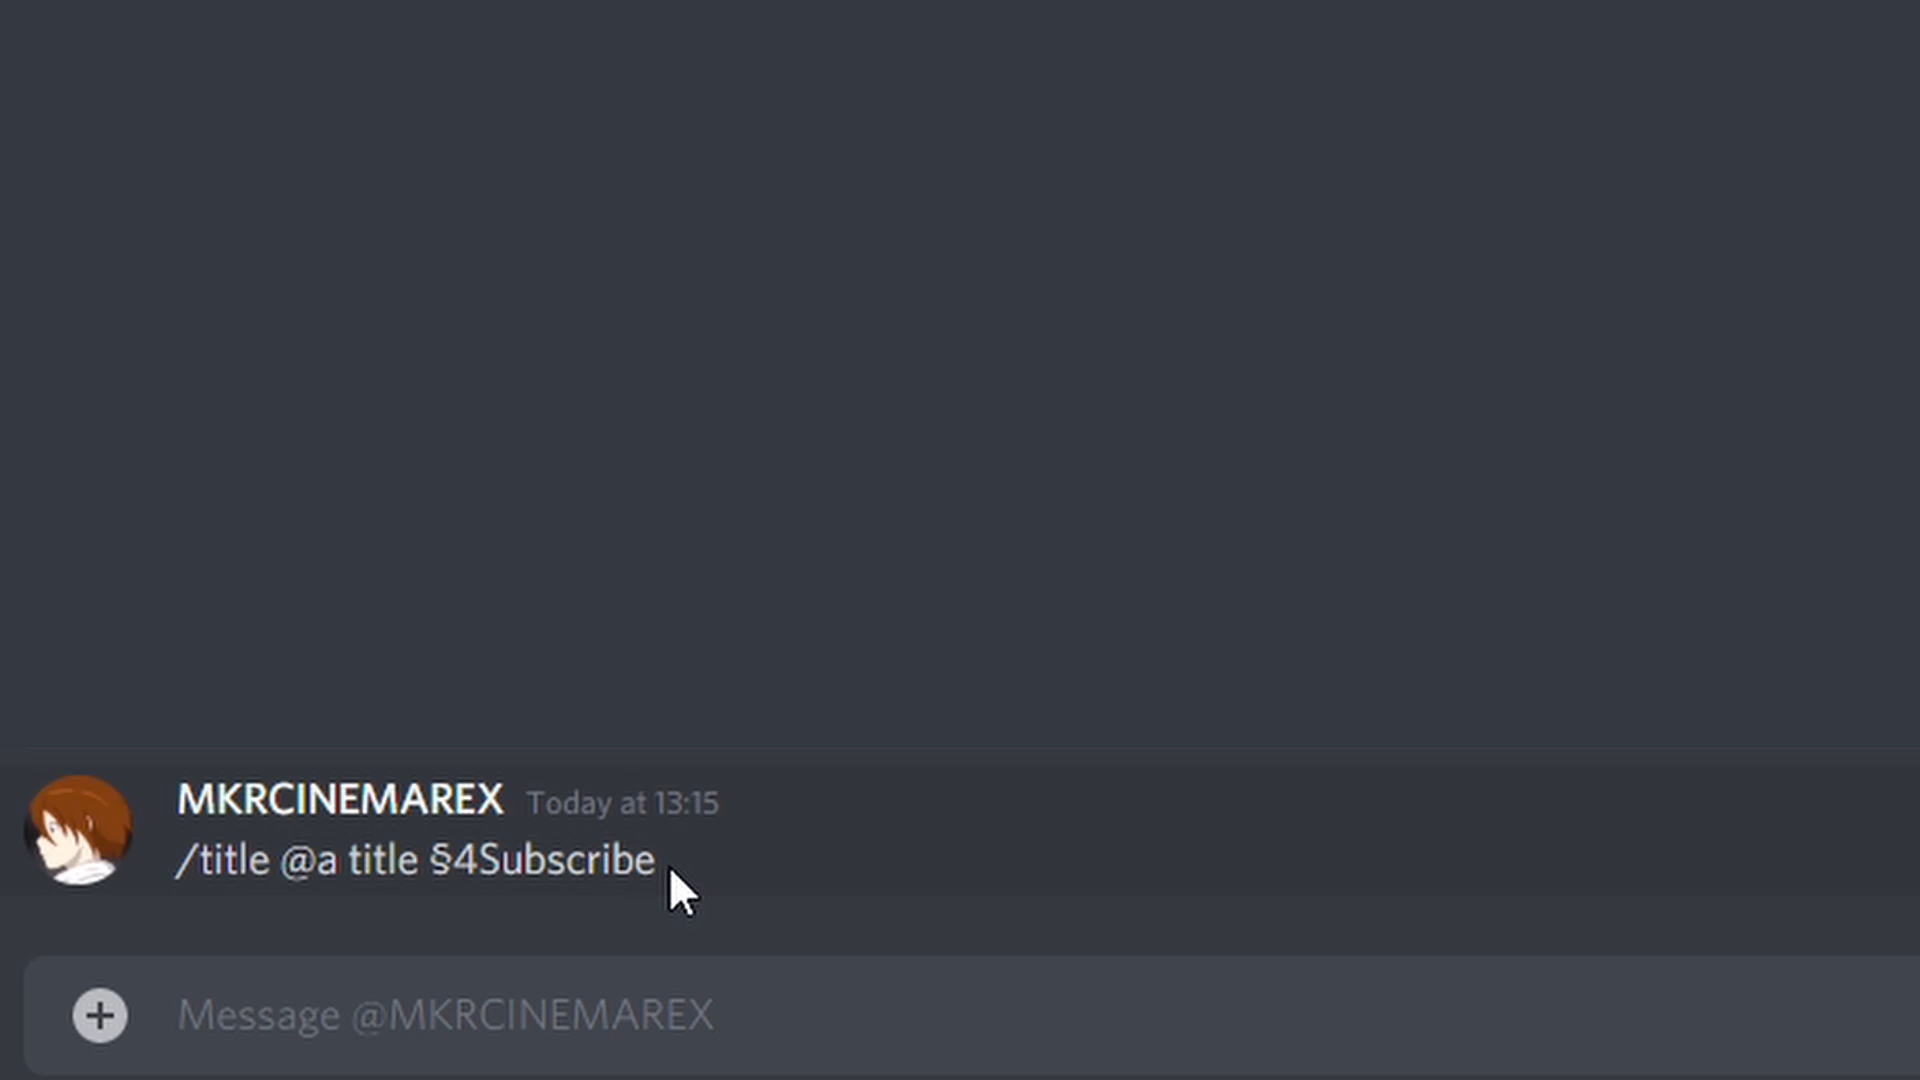 MKRCINEMAREX Today at 13:15
/title @a title §4Subscribe
Message @MKRCINEMAREX